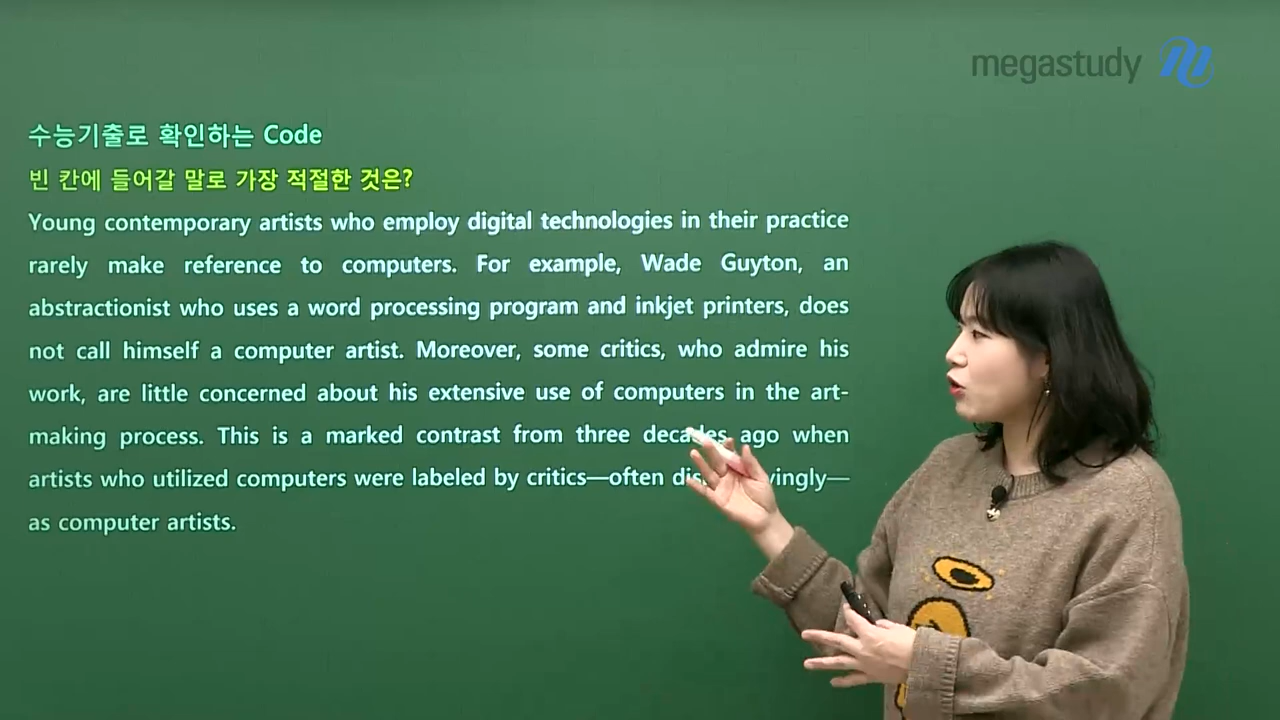 megastudy
수능기출로 확인하는 Code
빈 칸에 들어갈 말로 가장 적절한 것은?
Young contemporary artists who employ digital technologies in their practice
rarely make reference to computers. For example, Wade Guyton, an
abstractionist who uses a word processing program and inkjet printers, does
not call himself a computer artist. Moreover, some critics, who admire his
work, are little concerned about his extensive use of computers in the art-
making process. This is a marked contrast from three decades ago when
artists who utilized computers were labeled by critics—often
as computer artists.